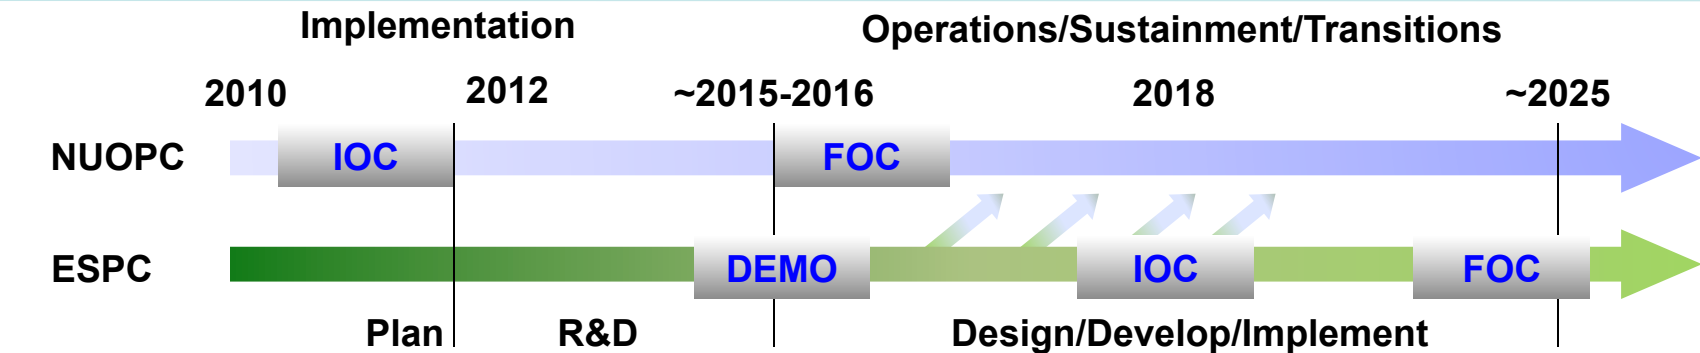 Implementation Operations/Sustainment/Transitions
2010 2012 ~2015-2016 2018 ~2025
NUOPC IOC FOC
ESPC DEMO IOC FOC
Plan R&D Design/Develop/Implement